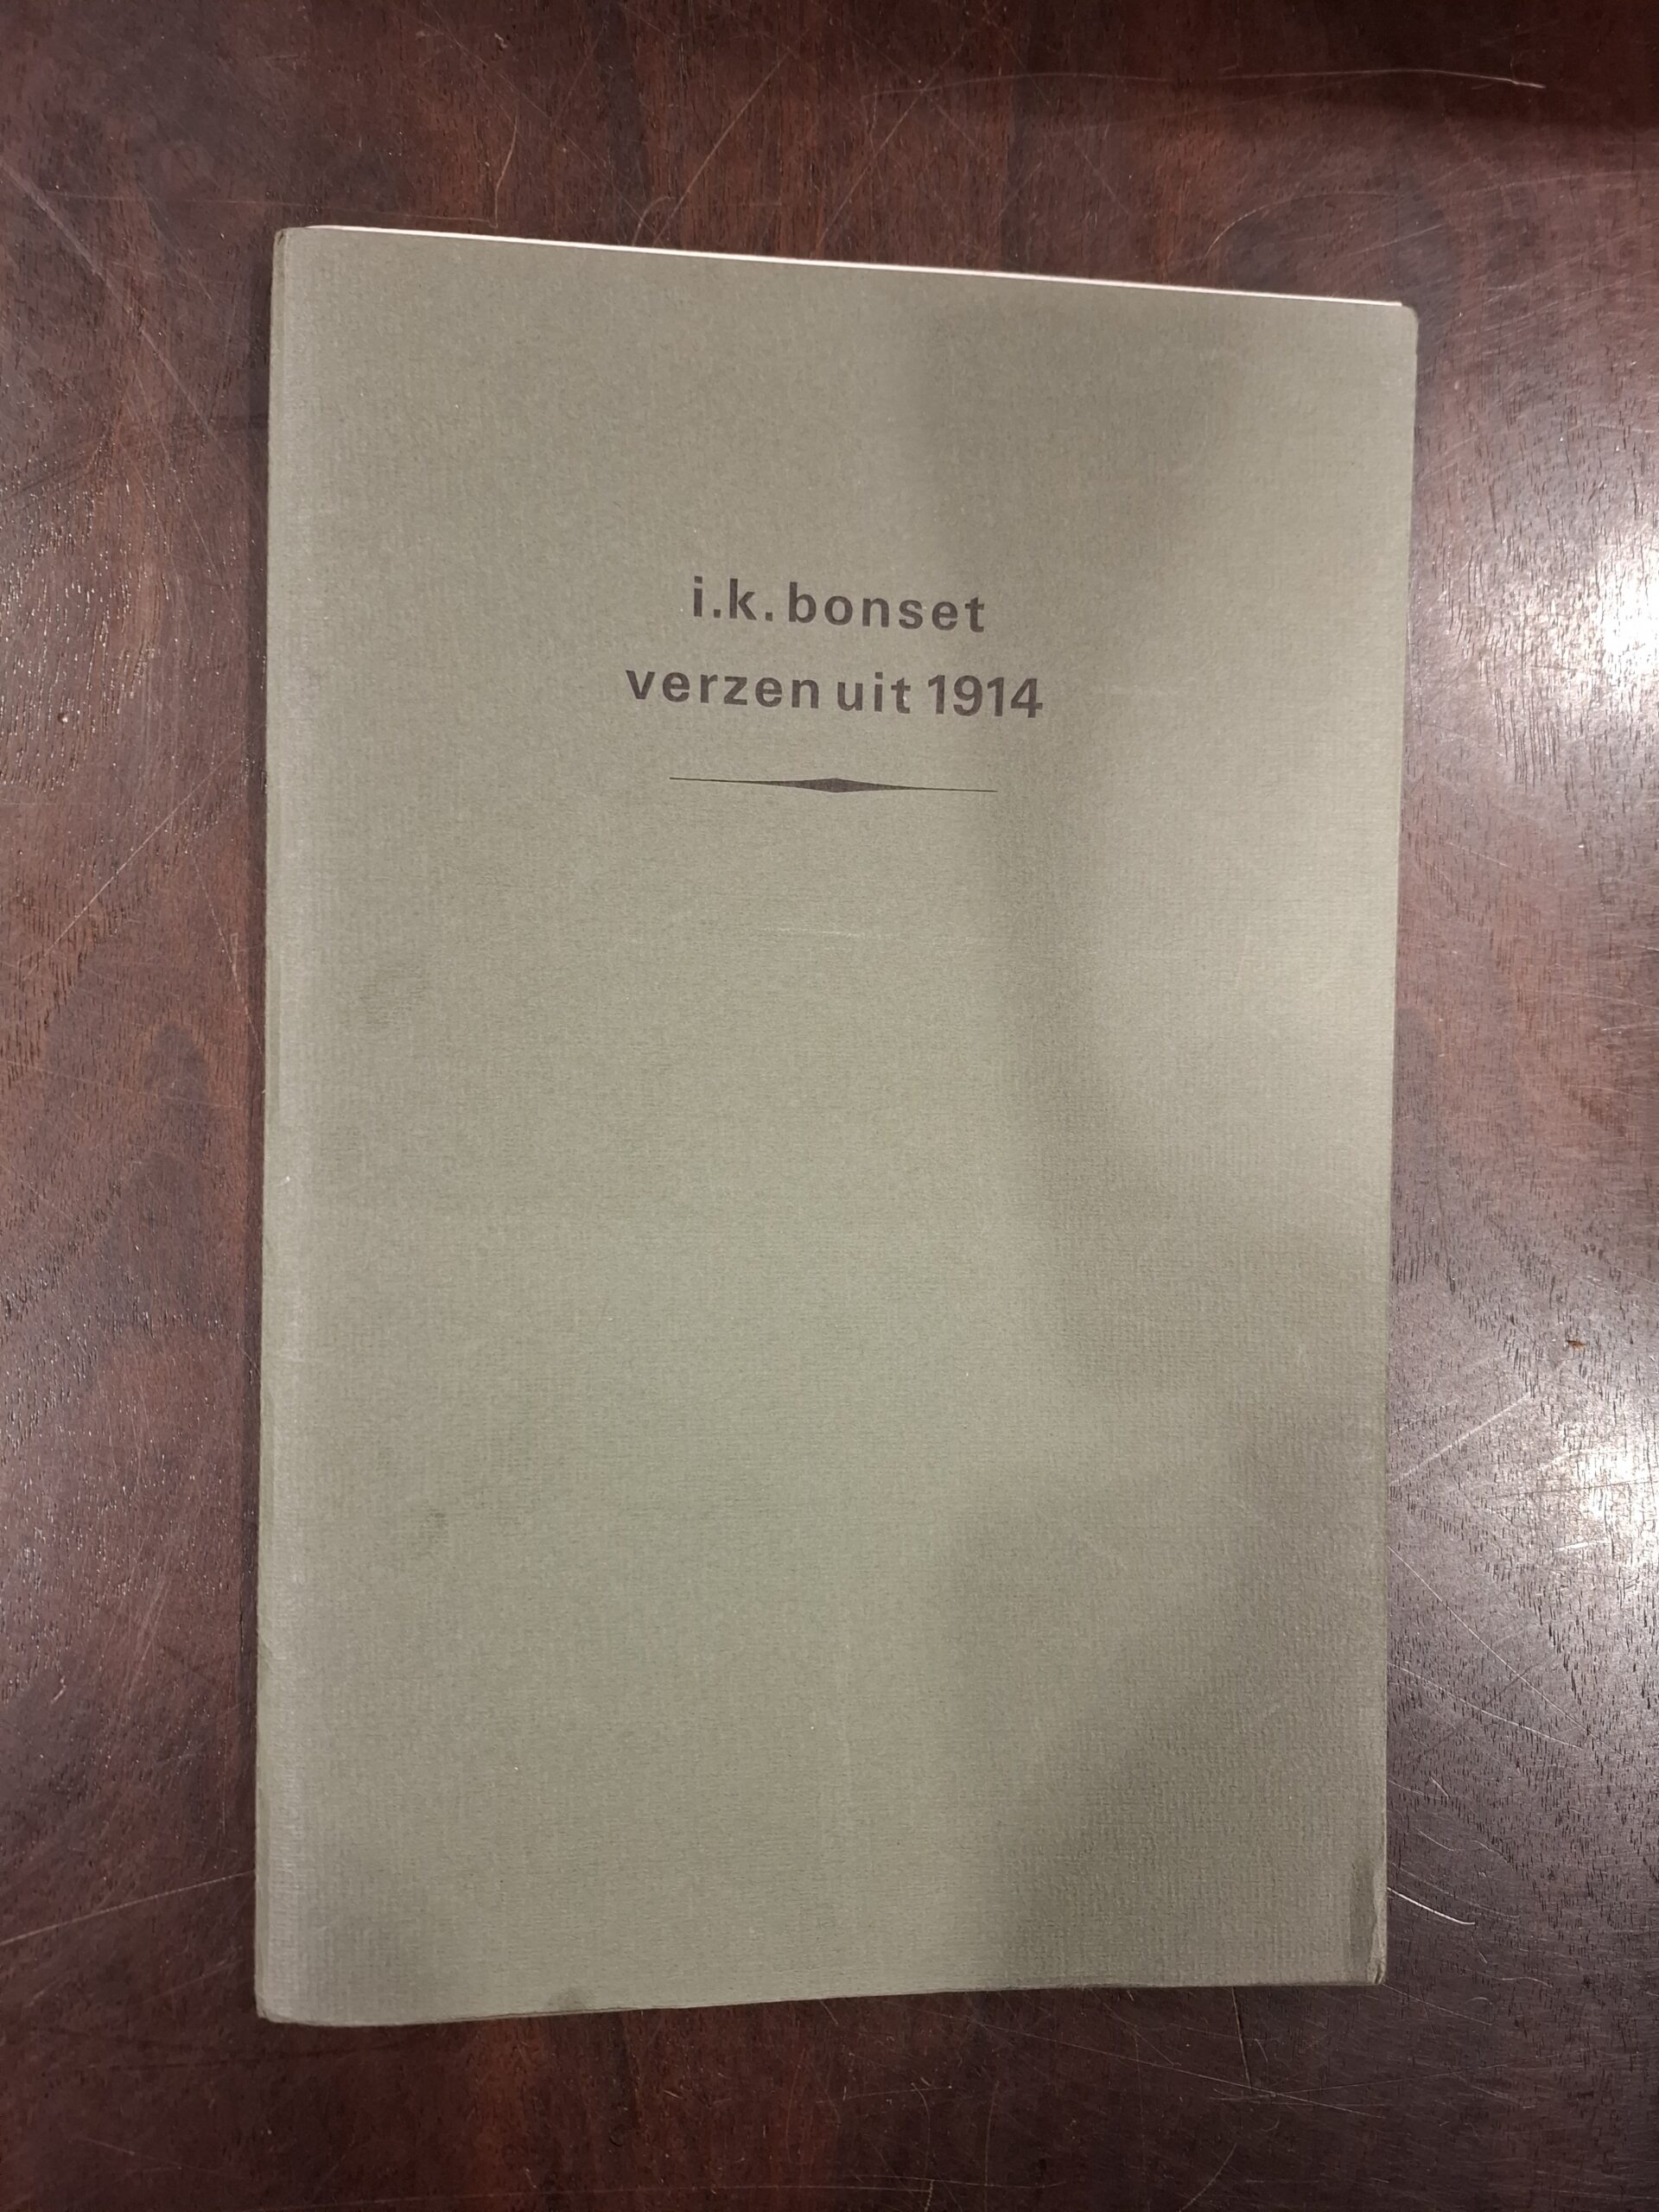 i.k. bonset
verzen uit 1914